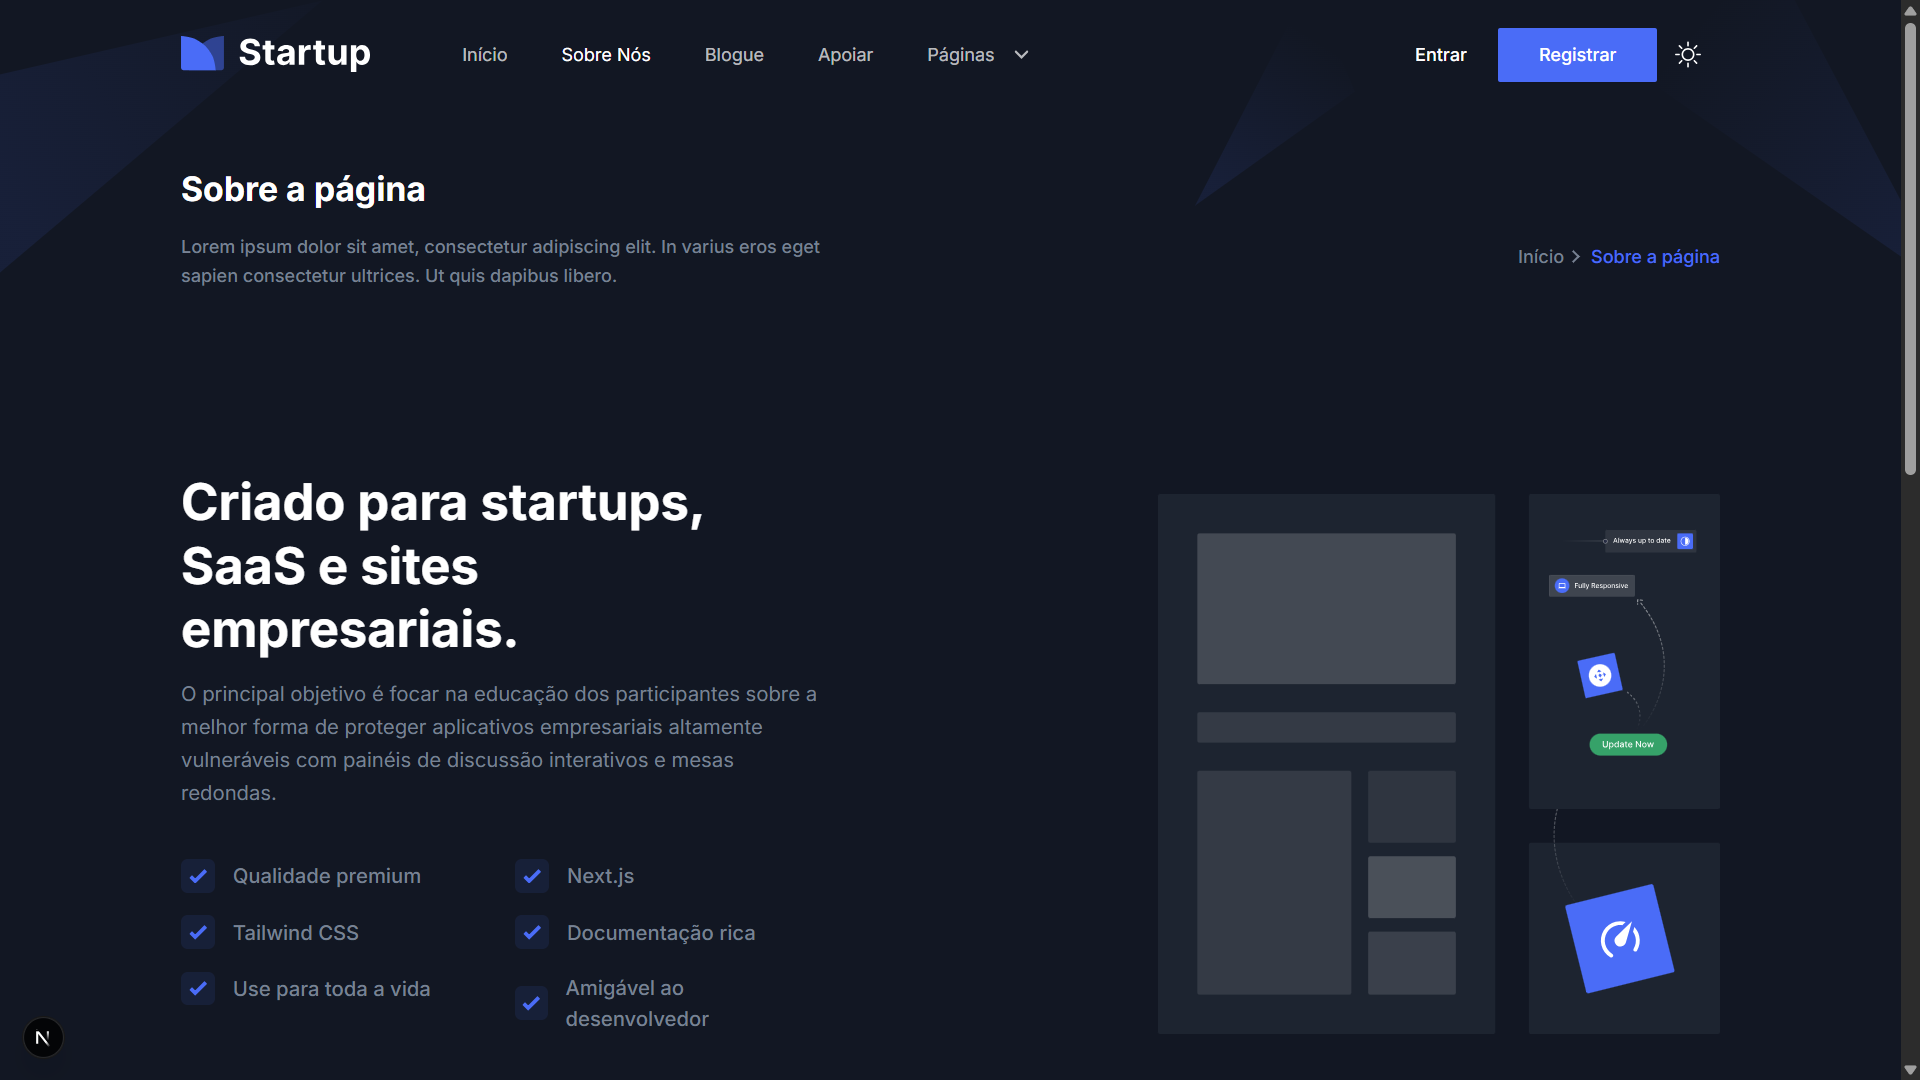 Startup
Início
Sobre Nós
Blogue
Apoiar
Páginas
Entrar
Registrar
Sobre a página
Lorem ipsum dolor sit amet, consectetur adipiscing elit. In varius eros eget
sapien consectetur ultrices. Ut quis dapibus libero.
Início
Sobre a página
Criado para startups,
SaaS e sites
empresariais.
O principal objetivo é focar na educação dos participantes sobre a
melhor forma de proteger aplicativos empresariais altamente
vulneráveis com painéis de discussão interativos e mesas
redondas.
Qualidade premium
Next.js
Tailwind CSS
Documentação rica
Use para toda a vida
Amigável ao
desenvolvedor
Always up to date
Fully Responsive
Update Now
N